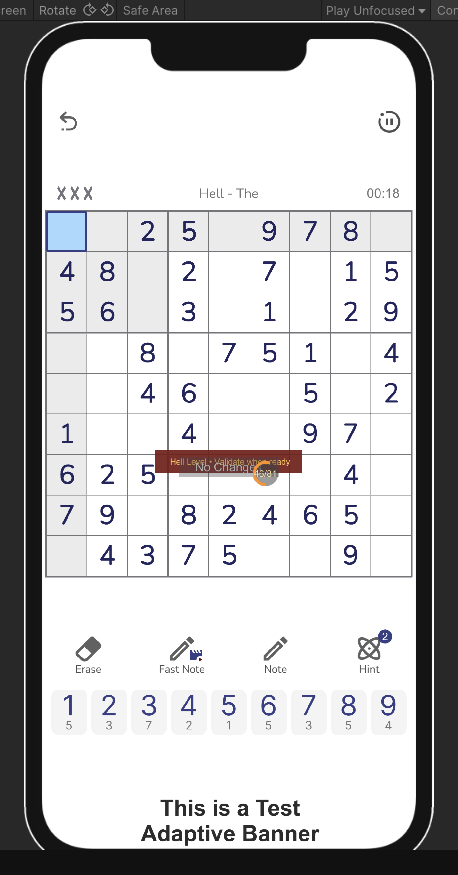 reen Rotate Safe Area Play Unfocused Con
XXX Hell - The 00:18
2 5 9 7 8
4 8 2 7 1 5
5 6 3 1 2 9
8 7 5 1 4
4 6 5 2
1 4 9 7
Hell Level • Validate when ready
No Change
46/81
6 2 5 4
7 9 8 2 4 6 5
4 3 7 5 9
2
Erase Fast Note Note Hint
1 2 3 4 5 6 7 8 9
5 3 7 2 1 5 3 5 4
This is a Test
Adaptive Banner